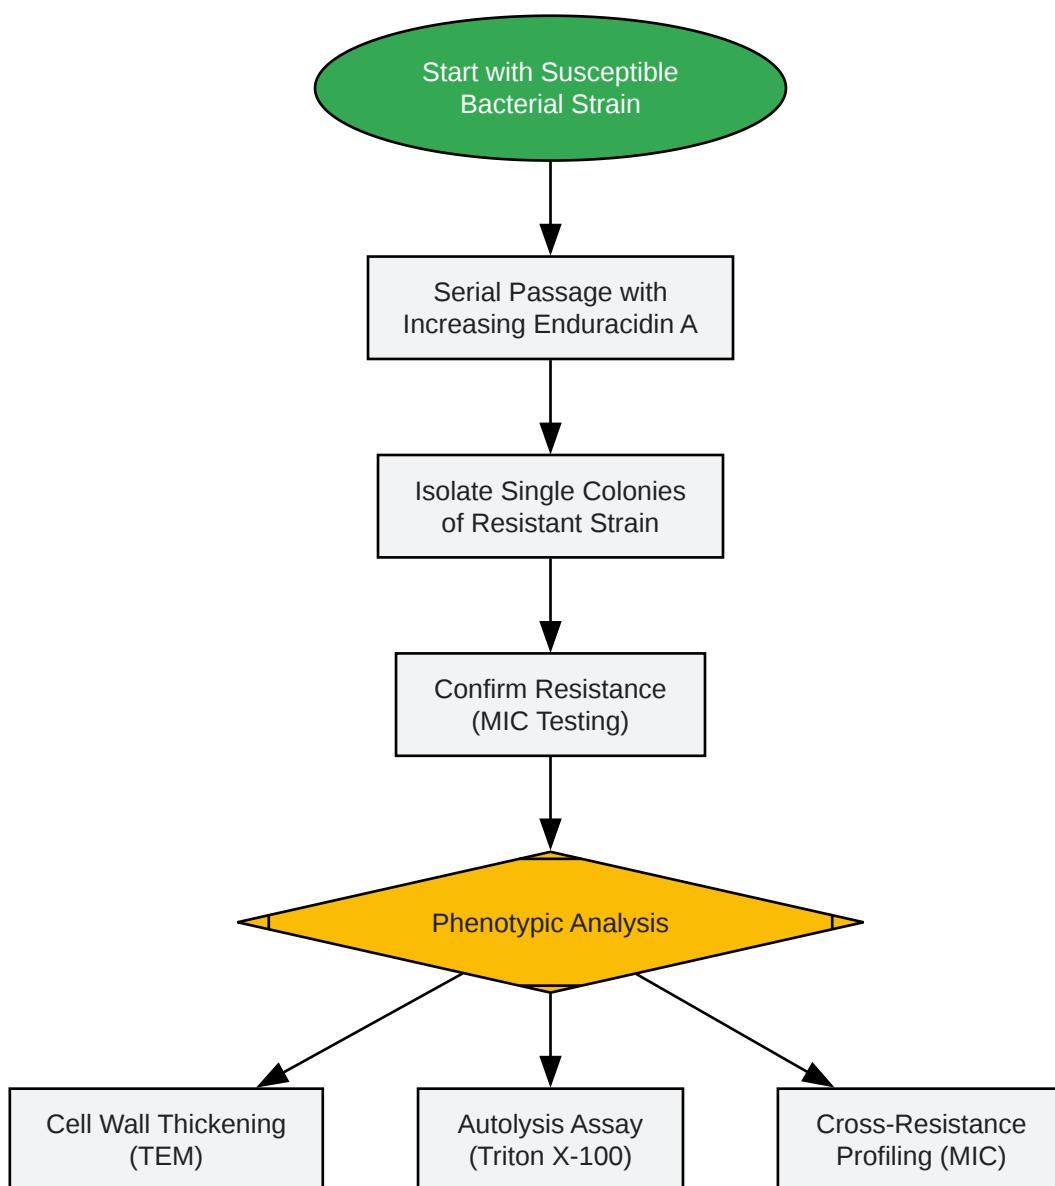 Start with Susceptible
Bacterial Strain
Serial Passage with
Increasing Enduracidin A
Isolate Single Colonies
of Resistant Strain
Confirm Resistance
(MIC Testing)
Phenotypic Analysis
Cell Wall Thickening
(TEM)
Autolysis Assay
(Triton X-100)
Cross-Resistance
Profiling (MIC)